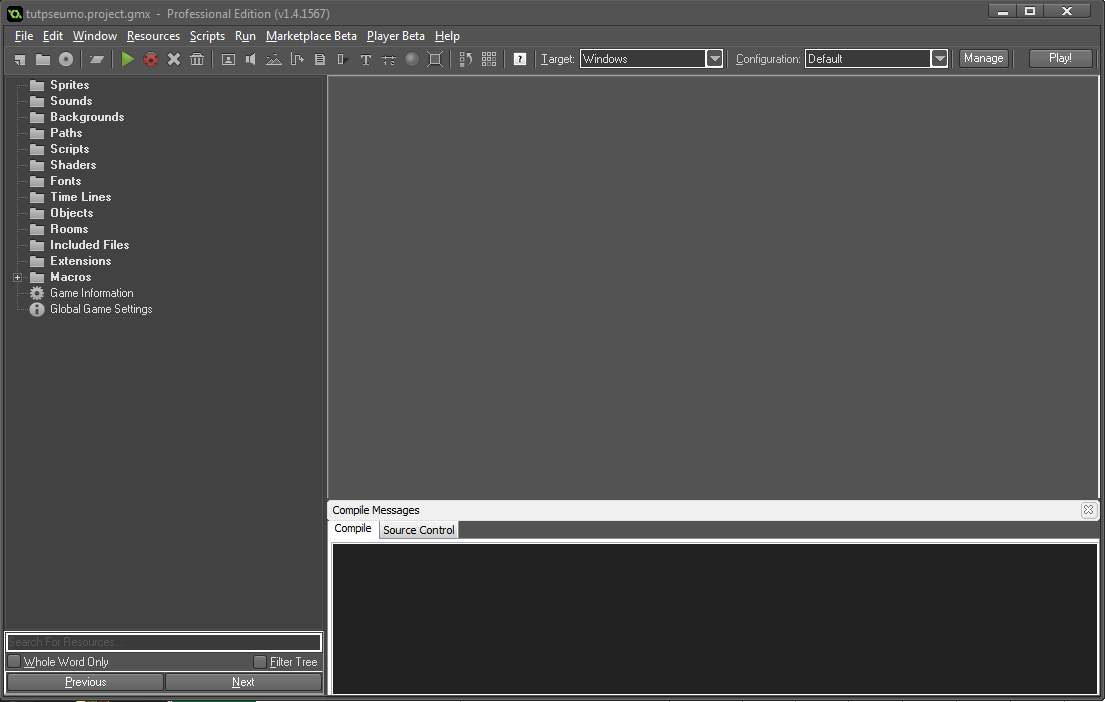 tutpseumo.project.gmx - Professional Edition (v1.4.1567)
File Edit Window Resources Scripts Run Marketplace Beta Player Beta Help
T ? Target: Windows Configuration: Default Manage Play!
Sprites
Sounds
Backgrounds
Paths
Scripts
Shaders
Fonts
Time Lines
Objects
Rooms
Included Files
Extensions
Macros
Game Information
Global Game Settings
Compile Messages
Compile Source Control
Search For Resources...
Whole Word Only Filter Tree
Previous Next